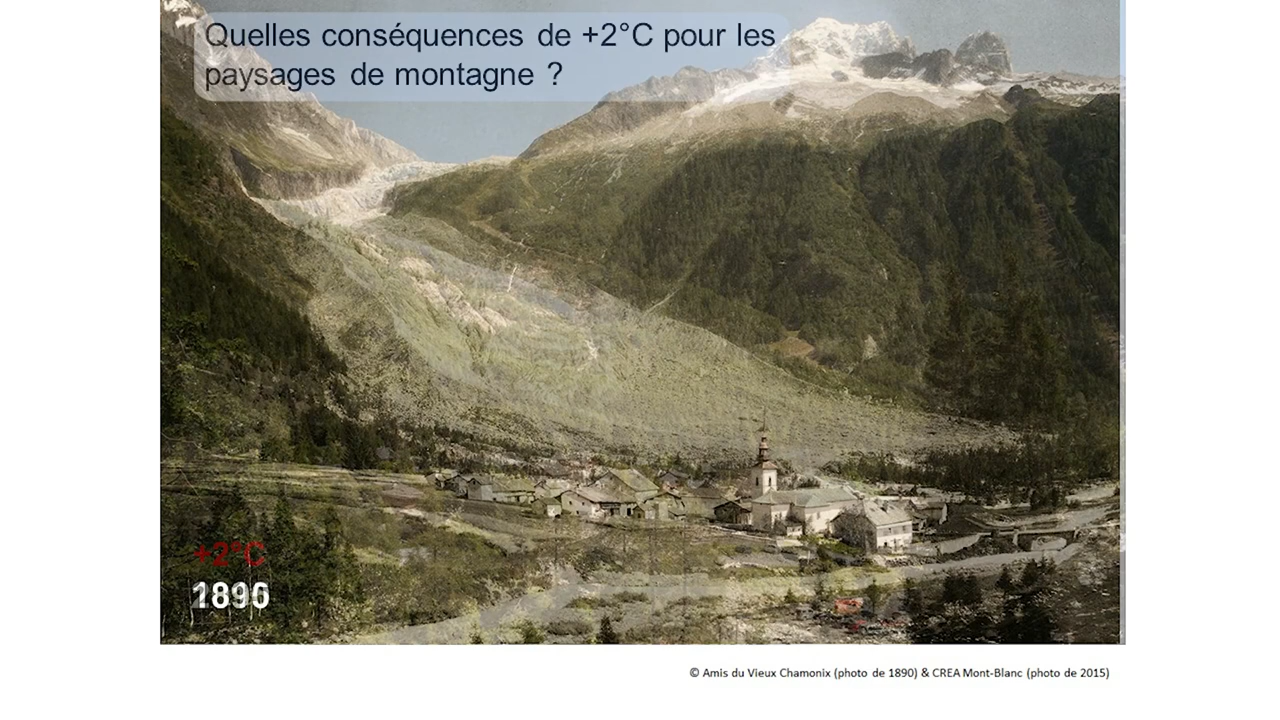 Quelles conséquences de +2°C pour les
paysages de montagne ?
+2°C
© Amis du Vieux Chamonix (photo de 1890) & CREA Mont-Blanc (photo de 2015)